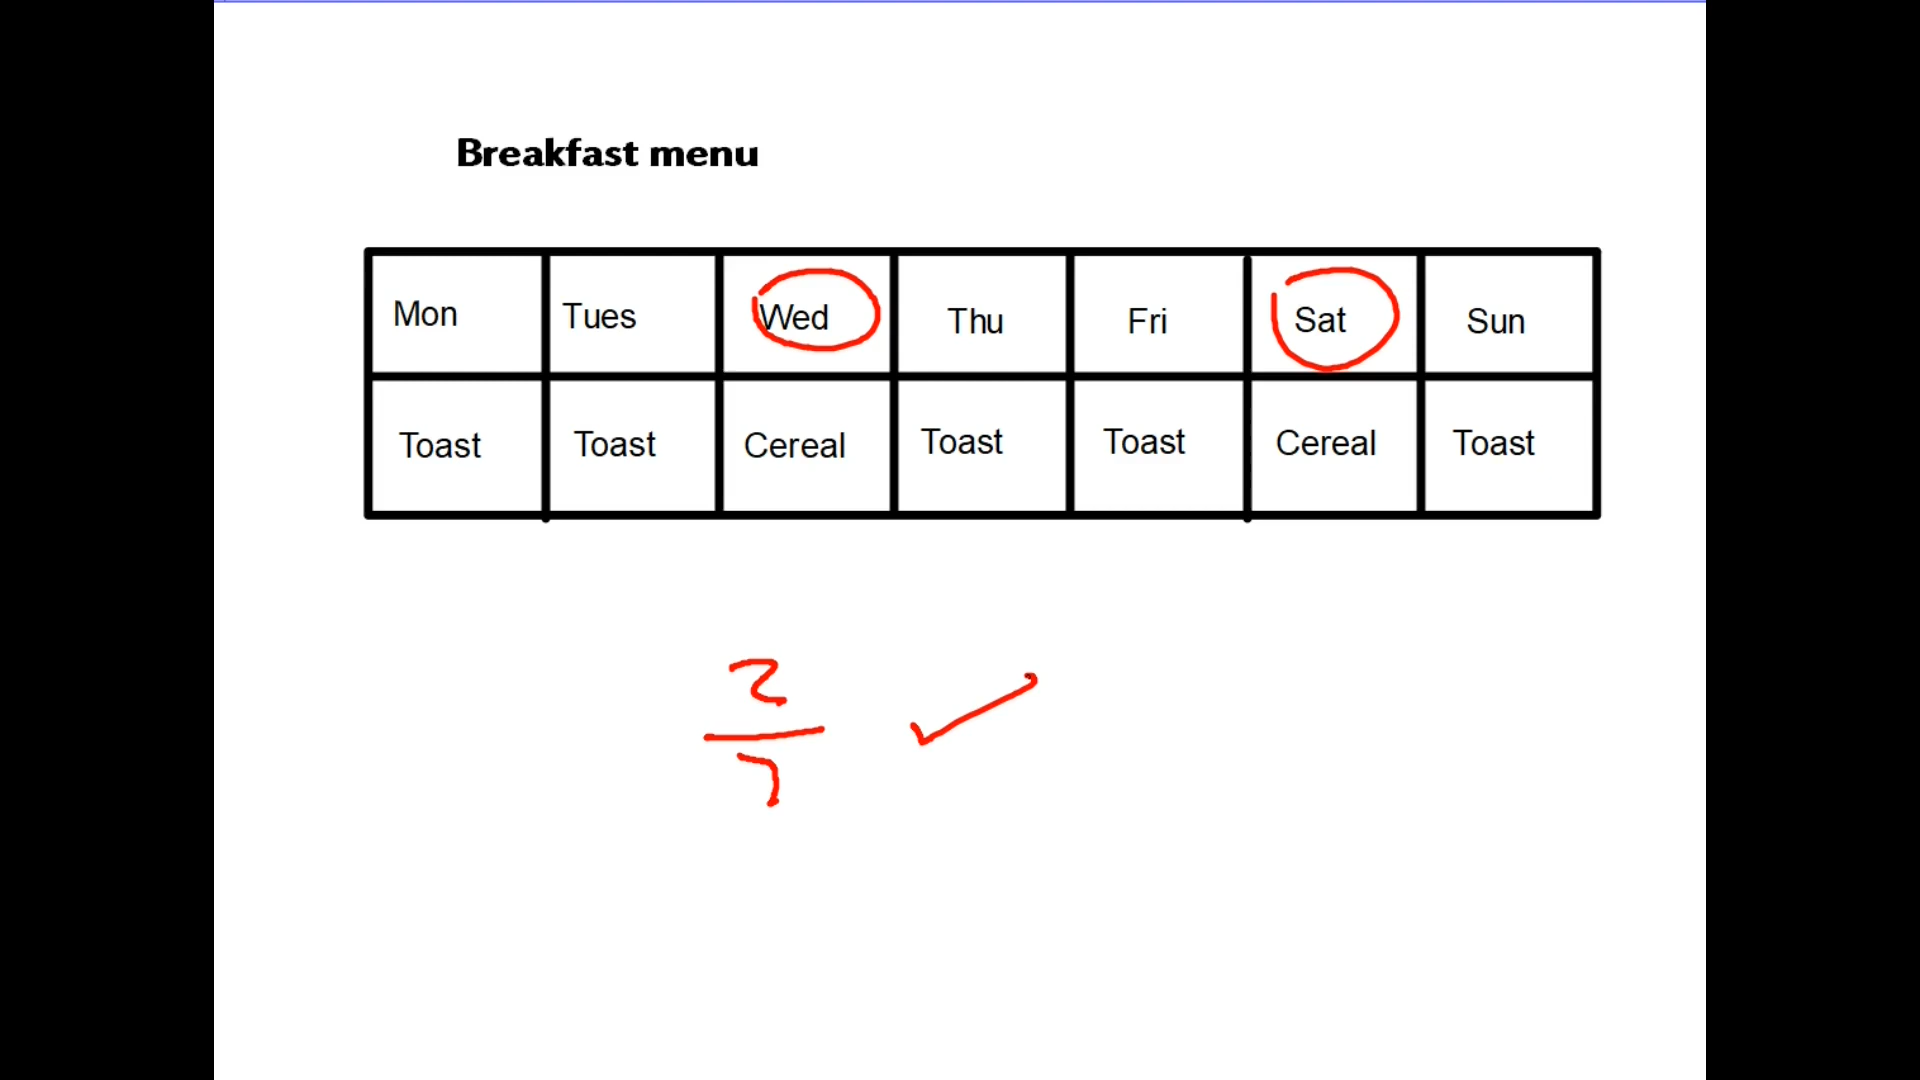 Breakfast menu
Mon Tues Wed Thu Fri Sat Sun
Toast Toast Cereal Toast Toast Cereal Toast
2
7